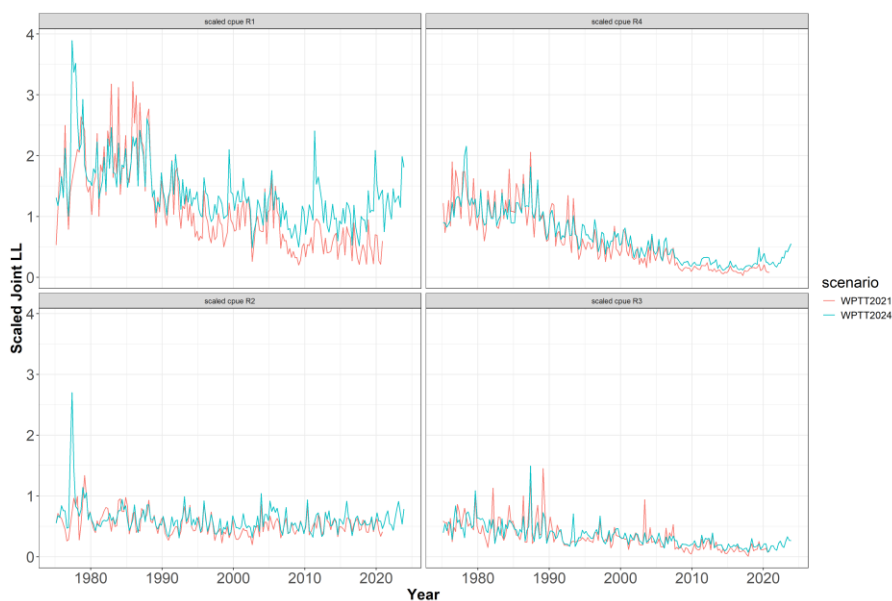 scaled cpue R1
scaled cpue R4
4
3
2
1
0
scaled cpue R2
scaled cpue R3
4
3
2
1
0
Scaled Joint LL
1980
1990
2000
2010
2020
1980
1990
2000
2010
2020
Year
scenario
WPTT2021
WPTT2024